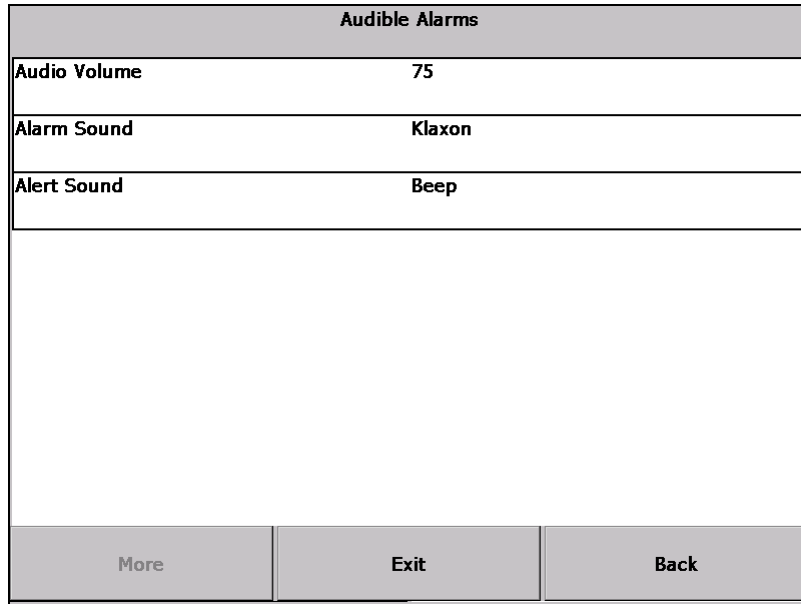 Audible Alarms
Audio Volume 75
Alarm Sound Klaxon
Alert Sound Beep
More Exit Back